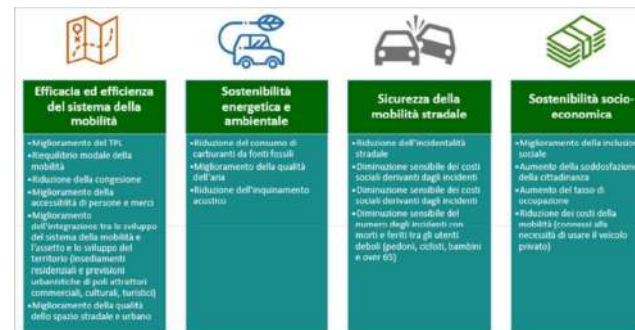 Efficacia ed efficienza
del sistema della
mobilità
•Miglioramento del TPL
•Riequilibrio modale della
mobilità
•Riduzione della congesione
•Miglioramento della
accessibiltà di persone e merci
•Miglioramento
dell'integrazione tra lo sviluppo
del sistema della mobilità e
l'assetto e lo sviluppo del
territorio (insediamenti
residenziali e previsioni
urbanistiche di poli attrattori
commerciali, culturali, turistici)
•Miglioramento della qualità
dello spazio stradale e urbano
Sostenibilità
energetica e
ambientale
•Riduzione del consumo di
carburanti da fonti fossili
•Miglioramento della qualità
dell'aria
•Riduzione dell'inquinamento
acustico
Sicurezza della
mobilità stradale
•Riduzione dell'incidentalità
stradale
•Diminuzione sensibile dei costi
sociali derivanti dagli incidenti
•Diminuzione sensibile dei costi
sociali derivanti dagli incidenti
•Diminuzione sensibile del
numero degli incidenti con
morti e feriti tra gli utenti
deboli (pedoni, ciclisti, bambini
e over 65)
Sostenibilità socio-
economica
•Miglioramento della inclusione
sociale
•Aumento della soddosfazione
della cittadinanza
•Aumento del tasso di
occupazione
•Riduzione dei costi della
mobilità (connessi alla
necessità di usare il veicolo
privato)